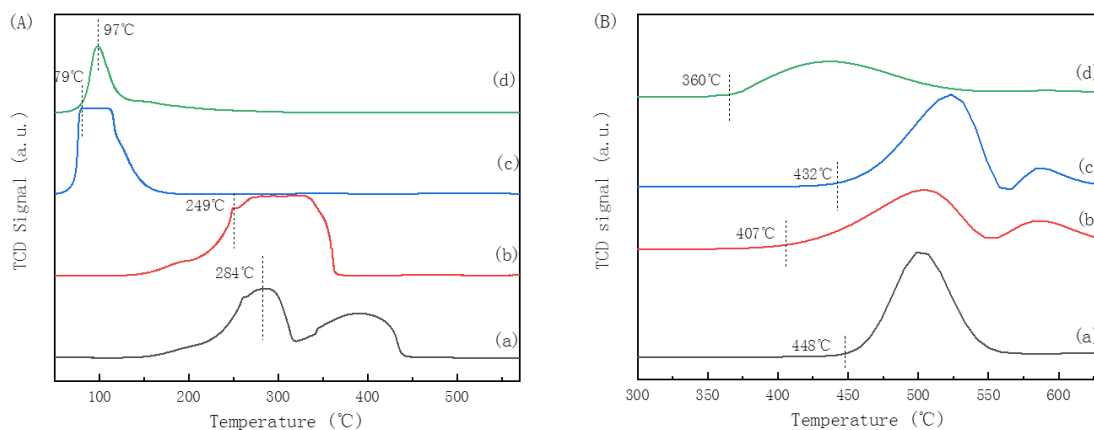 (A)
97℃
79℃
(d)
(c)
249℃
(b)
284℃
(a)
TCD Signal (a.u.)
100
200
300
400
500
Temperature (℃)
(B)
360℃
(d
432℃
(c
407℃
(b
448℃
(a)
TCD signal (a.u.)
300
350
400
450
500
550
600
Temperature (℃)